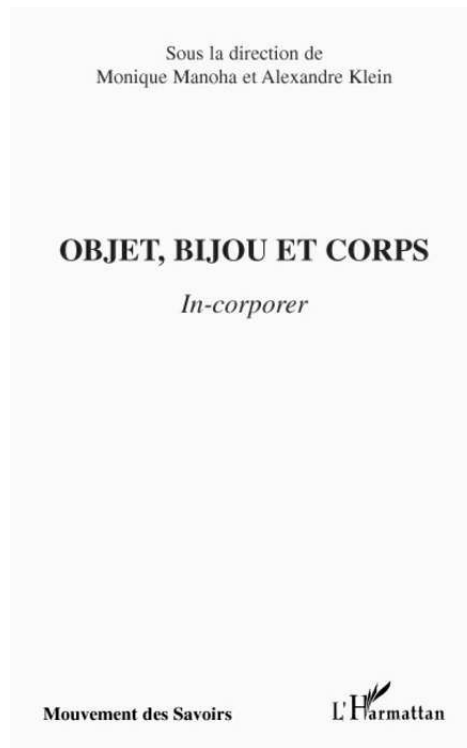 Sous la direction de
Monique Manoha et Alexandre Klein
OBJET, BIJOU ET CORPS
In-corporer
Mouvement des Savoirs
L'Harmattan